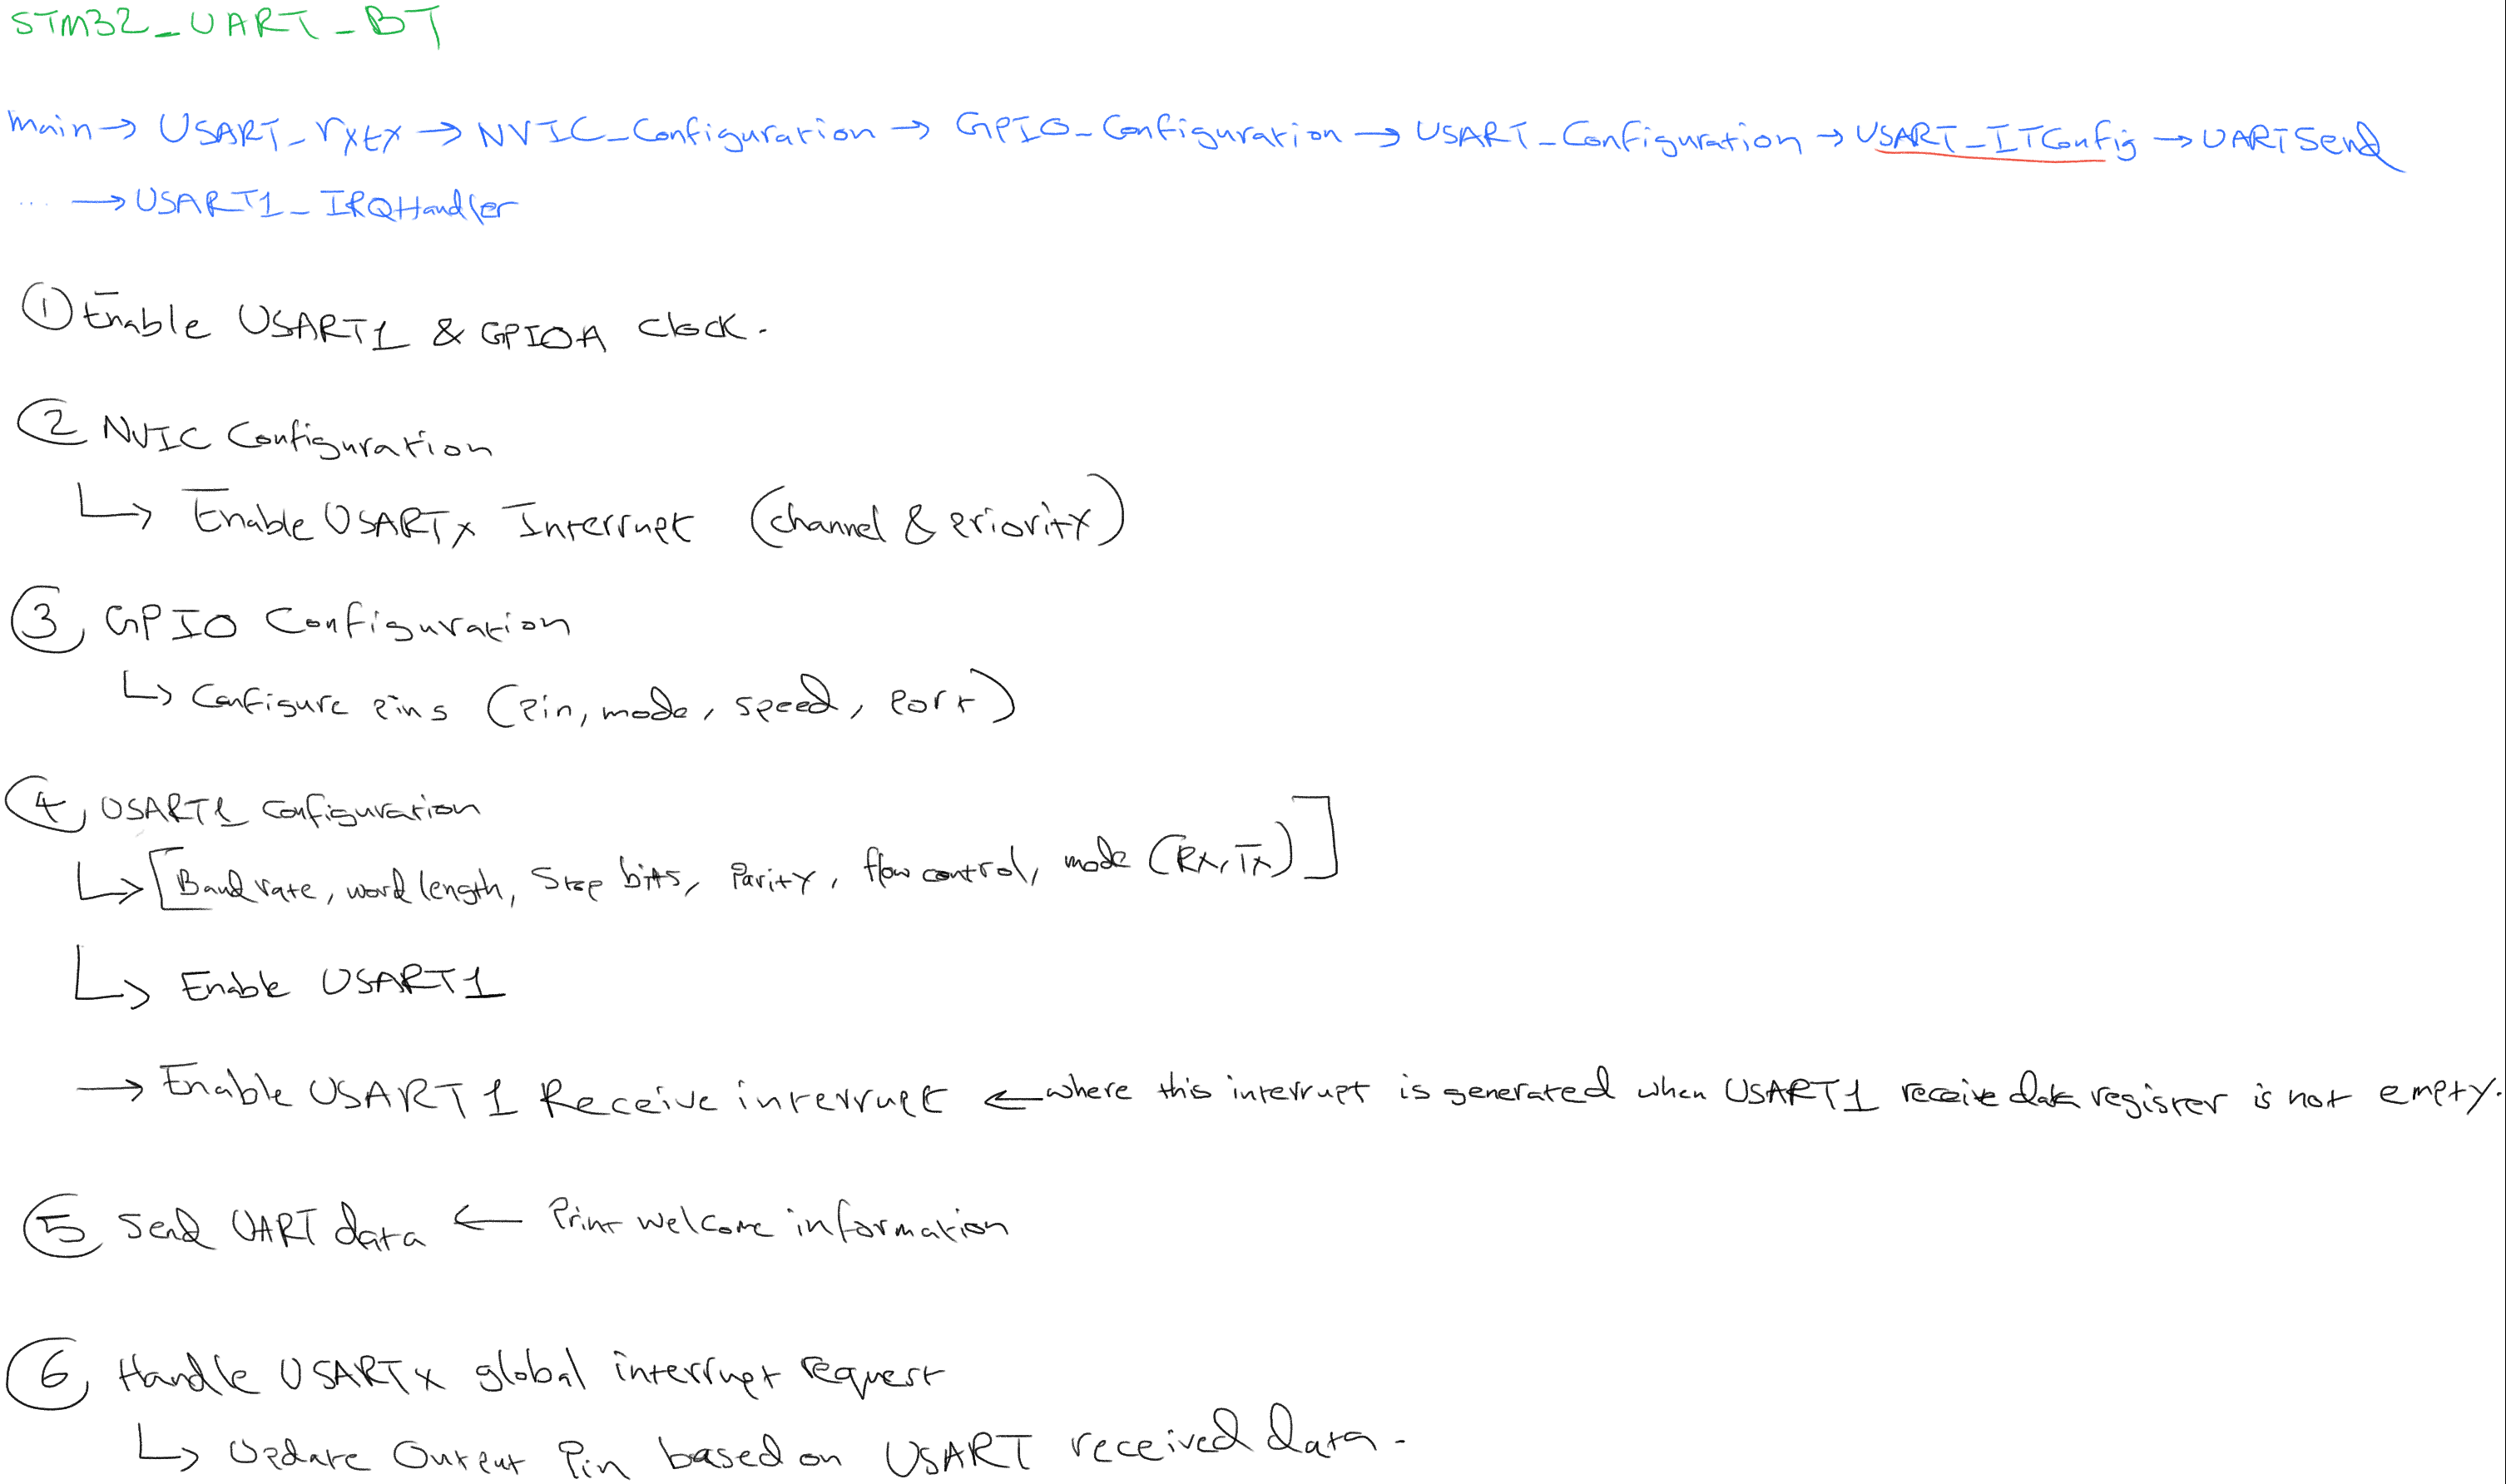 STM32_UART_BT
main → USART_rxtx → NVIC_Configuration → GPIO_Configuration → USART_Configuration → USART_ITConfig → UARTSend
... → USART1_IRQHandler
① Enable USART1 & GPIOA clock.
② NVIC Configuration
↳ Enable USARTx Interrupt (channel & priority)
③ GPIO Configuration
↳ Configure pins (pin, mode, speed, port)
④ USART1 configuration
↳ [Baud rate, word length, Stop bits, Parity, flow control, mode (Rx, Tx)]
↳ Enable USART1
→ Enable USART1 Receive interrupt ← where this interrupt is generated when USART1 receive data register is not empty.
⑤ Send UART data ← Print welcome information
⑥ Handle USARTx global interrupt request
↳ Update Output Pin based on USART received data.